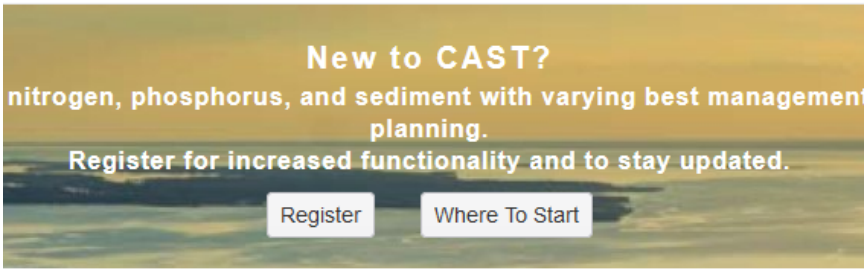 New to CAST?
nitrogen, phosphorus, and sediment with varying best management
planning.
Register for increased functionality and to stay updated.
Register Where To Start